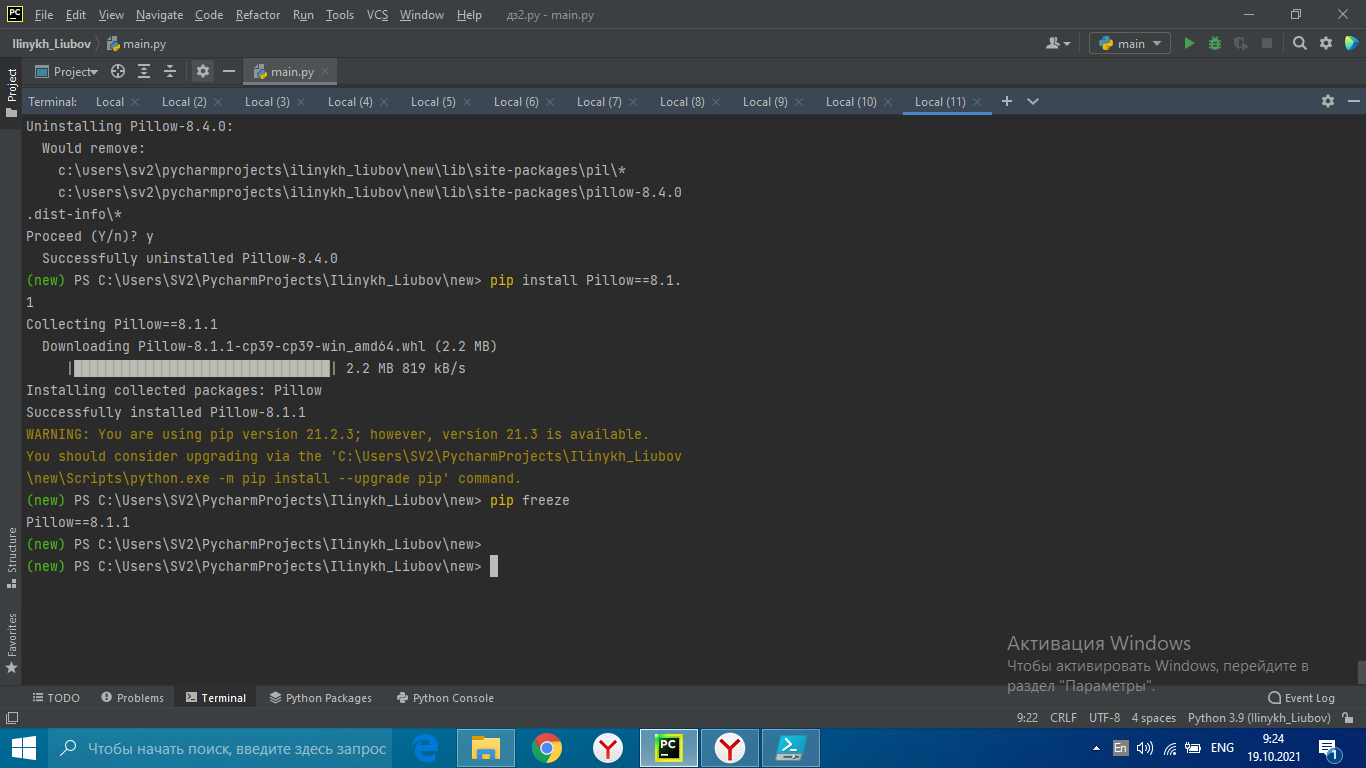 PC File Edit View Navigate Code Refactor Run Tools VCS Window Help дз2.py - main.py
Ilinykh_Liubov main.py main
Project main.py
Terminal: Local Local (2) Local (3) Local (4) Local (5) Local (6) Local (7) Local (8) Local (9) Local (10) Local (11)
Project
Uninstalling Pillow-8.4.0:
Would remove:
c:\users\sv2\pycharmprojects\ilinykh_liubov\new\lib\site-packages\pil\*
c:\users\sv2\pycharmprojects\ilinykh_liubov\new\lib\site-packages\pillow-8.4.0
.dist-info\*
Proceed (Y/n)? y
Successfully uninstalled Pillow-8.4.0
(new) PS C:\Users\SV2\PycharmProjects\Ilinykh_Liubov\new> pip install Pillow==8.1.
1
Collecting Pillow==8.1.1
Downloading Pillow-8.1.1-cp39-cp39-win_amd64.whl (2.2 MB)
|████████████████████████████████| 2.2 MB 819 kB/s
Installing collected packages: Pillow
Successfully installed Pillow-8.1.1
WARNING: You are using pip version 21.2.3; however, version 21.3 is available.
You should consider upgrading via the 'C:\Users\SV2\PycharmProjects\Ilinykh_Liubov
\new\Scripts\python.exe -m pip install --upgrade pip' command.
(new) PS C:\Users\SV2\PycharmProjects\Ilinykh_Liubov\new> pip freeze
Pillow==8.1.1
(new) PS C:\Users\SV2\PycharmProjects\Ilinykh_Liubov\new>
(new) PS C:\Users\SV2\PycharmProjects\Ilinykh_Liubov\new>
Structure
Favorites
Активация Windows
Чтобы активировать Windows, перейдите в
раздел "Параметры".
TODO Problems Terminal Python Packages Python Console Event Log
9:22 CRLF UTF-8 4 spaces Python 3.9 (Ilinykh_Liubov)
Чтобы начать поиск, введите здесь запрос PC En ENG 9:24
19.10.2021 1